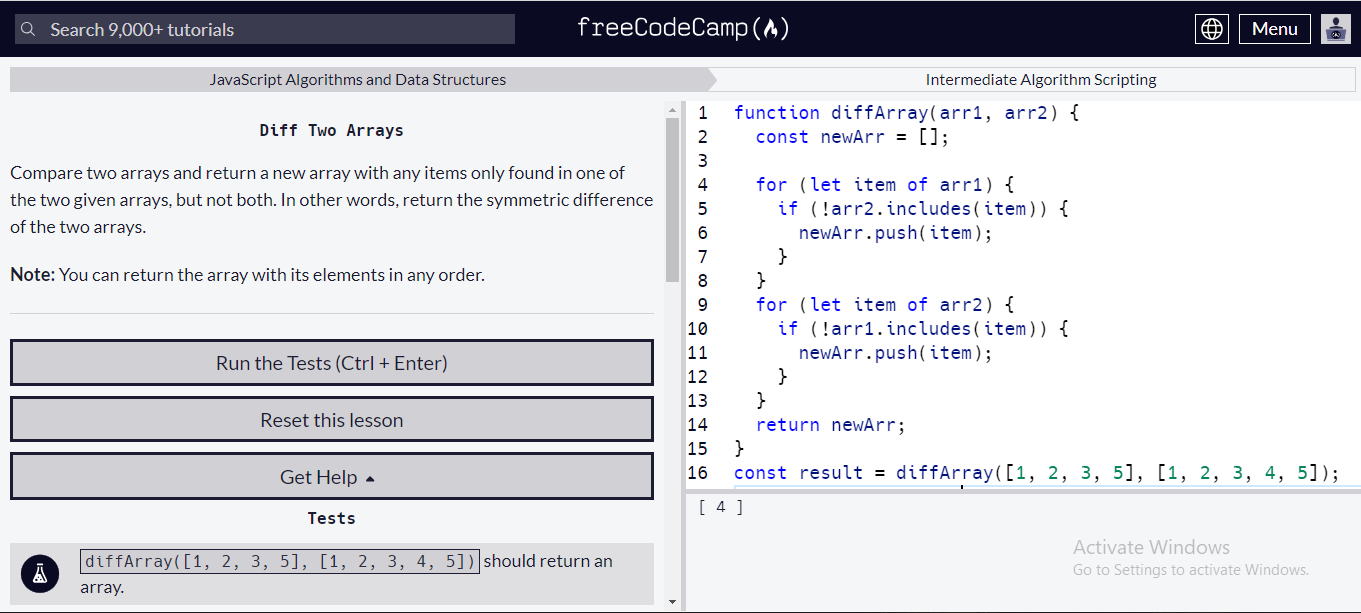 Search 9,000+ tutorials
freeCodeCamp
Menu
JavaScript Algorithms and Data Structures
Intermediate Algorithm Scripting
Diff Two Arrays
Compare two arrays and return a new array with any items only found in one of
the two given arrays, but not both. In other words, return the symmetric difference
of the two arrays.
Note: You can return the array with its elements in any order.
Run the Tests (Ctrl + Enter)
Reset this lesson
Get Help
Tests
diffArray([1, 2, 3, 5], [1, 2, 3, 4, 5]) should return an
array.
1 function diffArray(arr1, arr2) {
2   const newArr = [];
3
4   for (let item of arr1) {
5     if (!arr2.includes(item)) {
6       newArr.push(item);
7     }
8   }
9   for (let item of arr2) {
10     if (!arr1.includes(item)) {
11       newArr.push(item);
12     }
13   }
14   return newArr;
15 }
16 const result = diffArray([1, 2, 3, 5], [1, 2, 3, 4, 5]);
[ 4 ]
Activate Windows
Go to Settings to activate Windows.